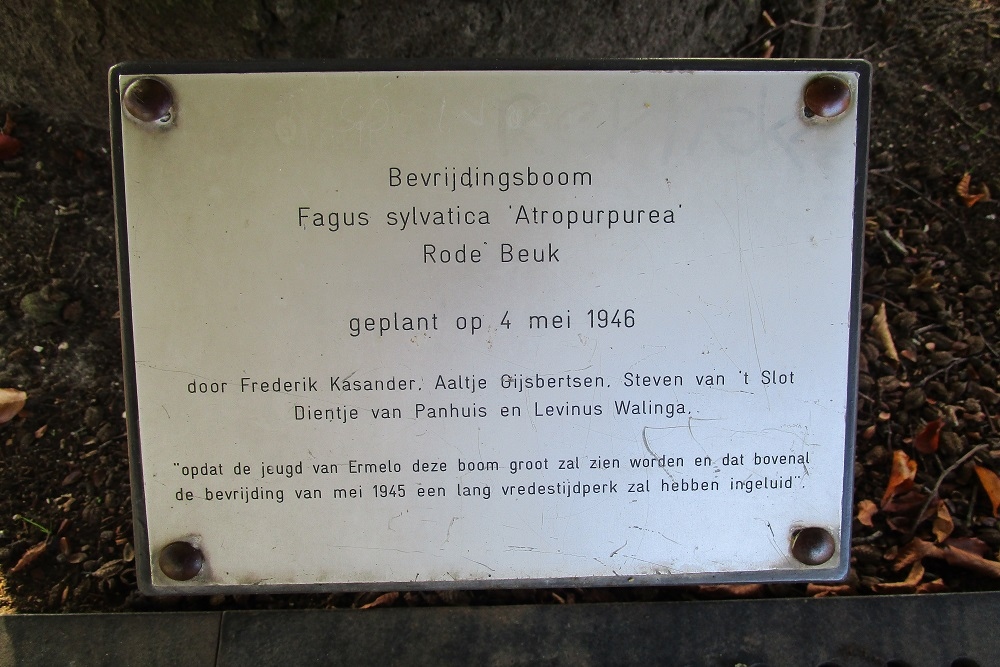 Bevrijdingsboom
Fagus sylvatica 'Atropurpurea'
Rode Beuk
geplant op 4 mei 1946
door Frederik Kasander, Aaltje Gijsbertsen, Steven van 't Slot
Dientje van Panhuis en Levinus Walinga,
"opdat de jeugd van Ermelo deze boom groot zal zien worden en dat bovenal
de bevrijding van mei 1945 een lang vredestijdperk zal hebben ingeluid".